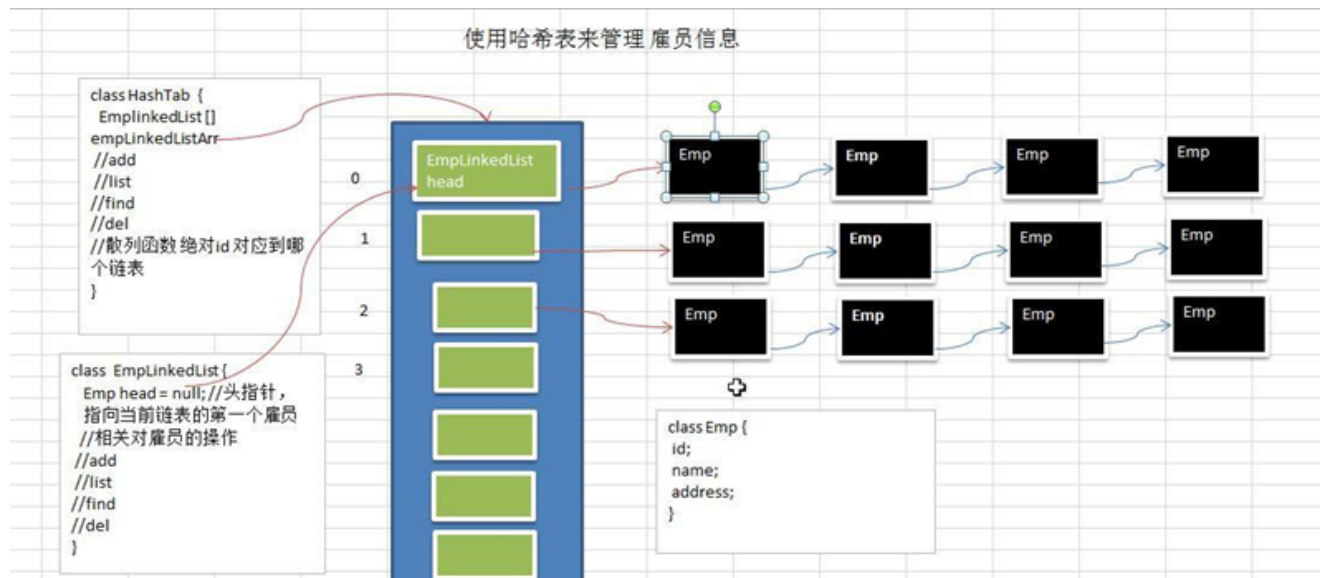 使用哈希表来管理 雇员信息
class HashTab {
EmplinkedList []
empLinkedListArr
//add
//list
//find
//del
//散列函数 绝对id 对应到哪
个链表
}
EmpLinkedList
head
0
1
2
3
Emp
Emp
Emp
Emp
Emp
Emp
Emp
Emp
Emp
Emp
Emp
Emp
class EmpLinkedList {
Emp head = null; //头指针，
指向当前链表的第一个雇员
//相关对雇员的操作
//add
//list
//find
//del
}
class Emp {
id;
name;
address;
}